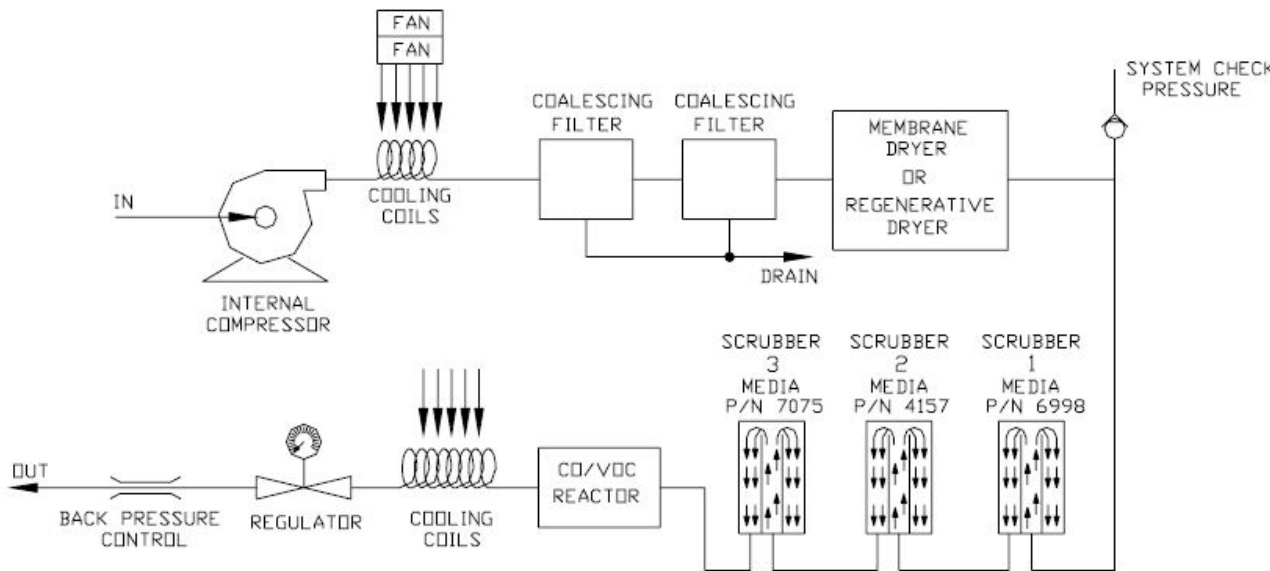 FAN
FAN
SYSTEM CHECK
PRESSURE
COALESCING
FILTER
COALESCING
FILTER
MEMBRANE
DRYER
OR
REGENERATIVE
DRYER
IN
COOLING
COILS
DRAIN
INTERNAL
COMPRESSOR
SCRUBBER
3
MEDIA
P/N 7075
SCRUBBER
2
MEDIA
P/N 4157
SCRUBBER
1
MEDIA
P/N 6998
OUT
BACK PRESSURE
CONTROL
REGULATOR
COOLING
COILS
CO/VOC
REACTOR